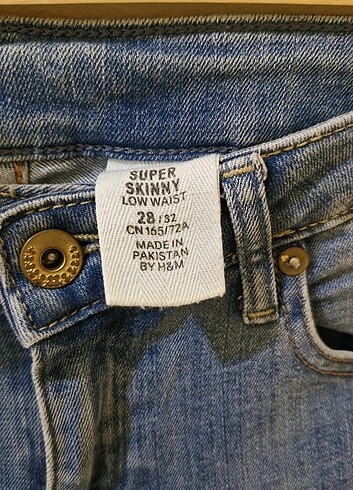 SUPER
SKINNY
LOW WAIST
28 / 32
CN 165/72A
MADE IN
PAKISTAN
BY H&M